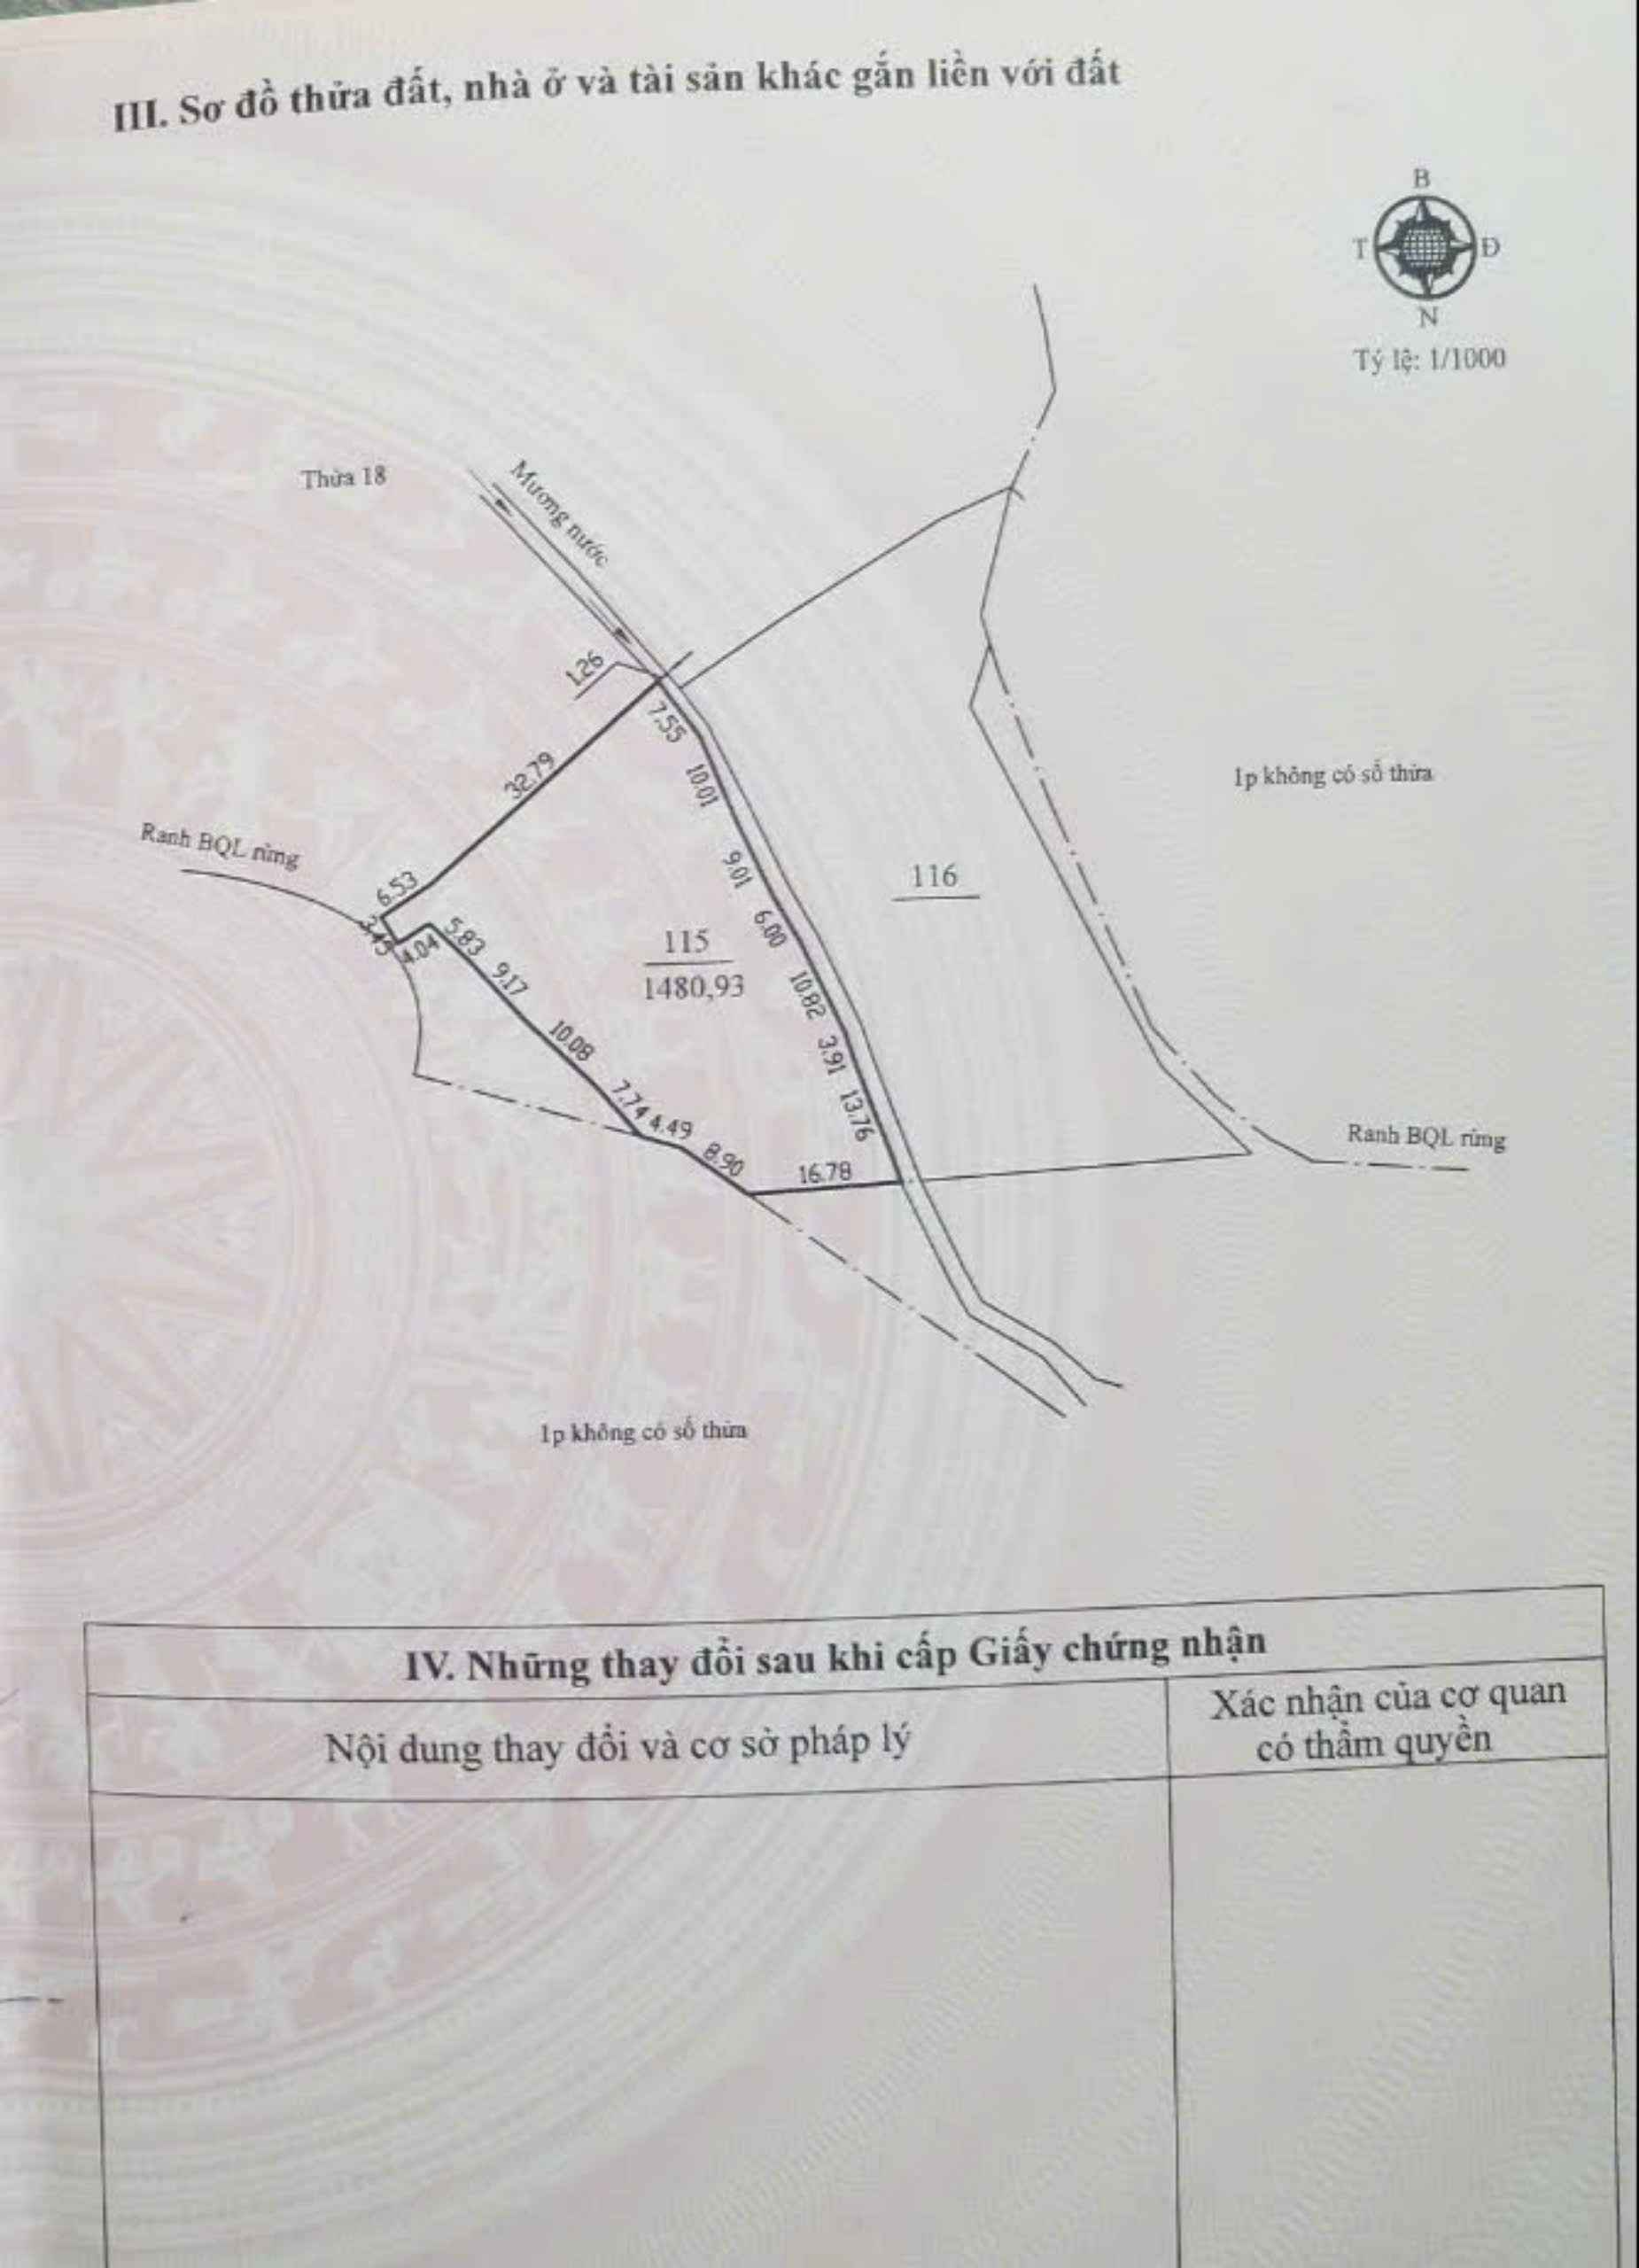 III. Sơ đồ thửa đất, nhà ở và tài sản khác gắn liền với đất
B
T
Đ
N
Tỷ lệ: 1/1000
Thửa 18
Mương nước
1.26
7.55
32.79
10.01
1p không có số thửa
Ranh BQL rừng
9.01
116
6.53
3.45
4.04
5.83
6.00
115
1480,93
9.17
10.82
10.08
3.91
7.74
4.49
13.76
8.90
16.78
Ranh BQL rừng
1p không có số thửa
IV. Những thay đổi sau khi cấp Giấy chứng nhận
Nội dung thay đổi và cơ sở pháp lý
Xác nhận của cơ quan
có thẩm quyền